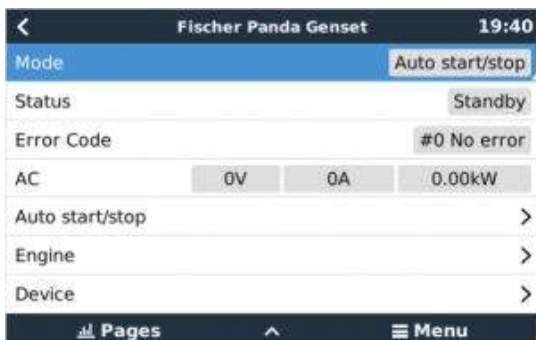 Fischer Panda Genset 19:40
Mode Auto start/stop
Status Standby
Error Code #0 No error
AC 0V 0A 0.00kW
Auto start/stop
Engine
Device
Pages Menu